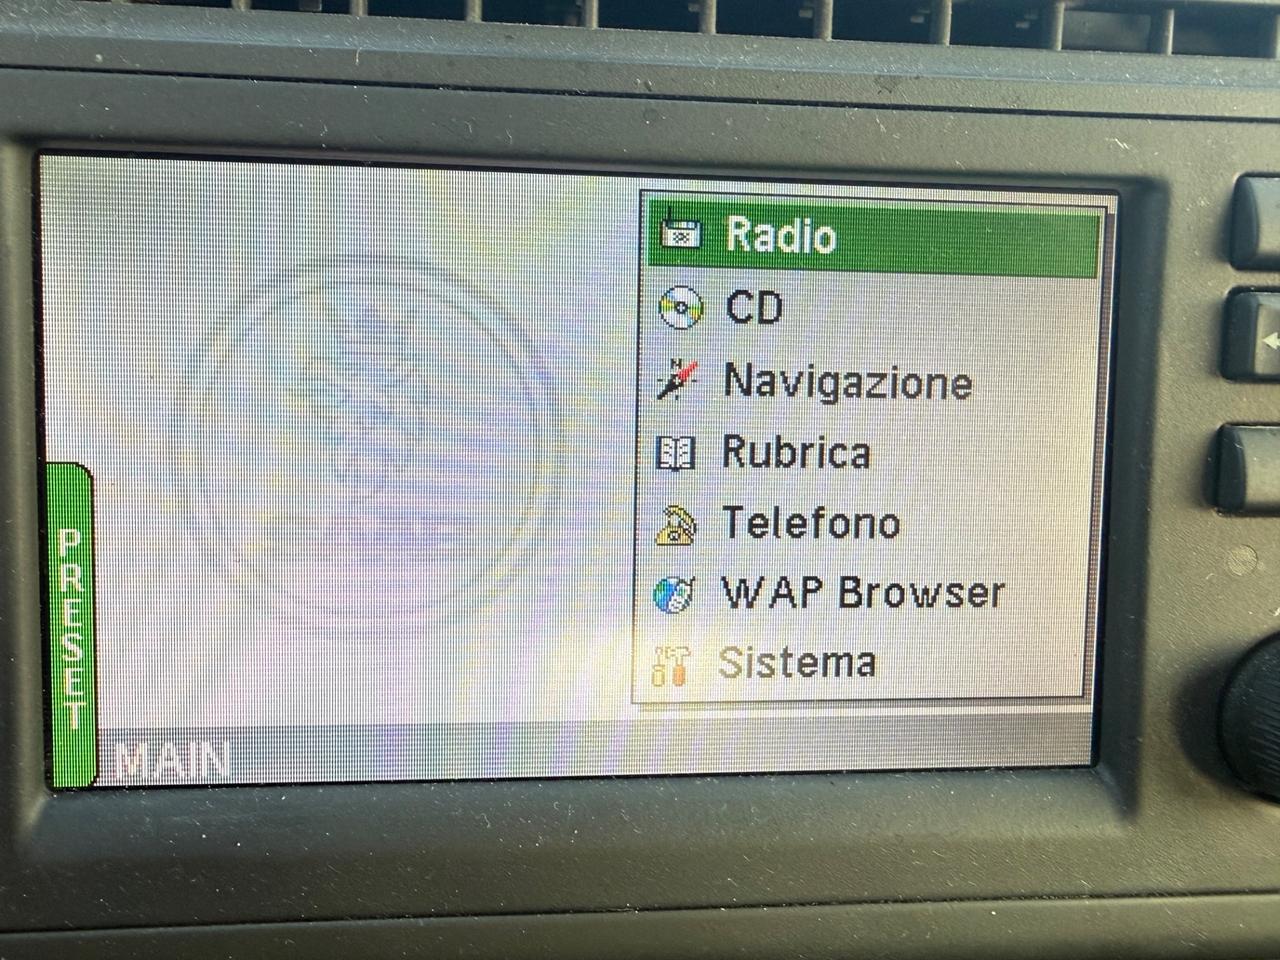 Radio
CD
Navigazione
Rubrica
Telefono
WAP Browser
Sistema
PRESET
MAIN